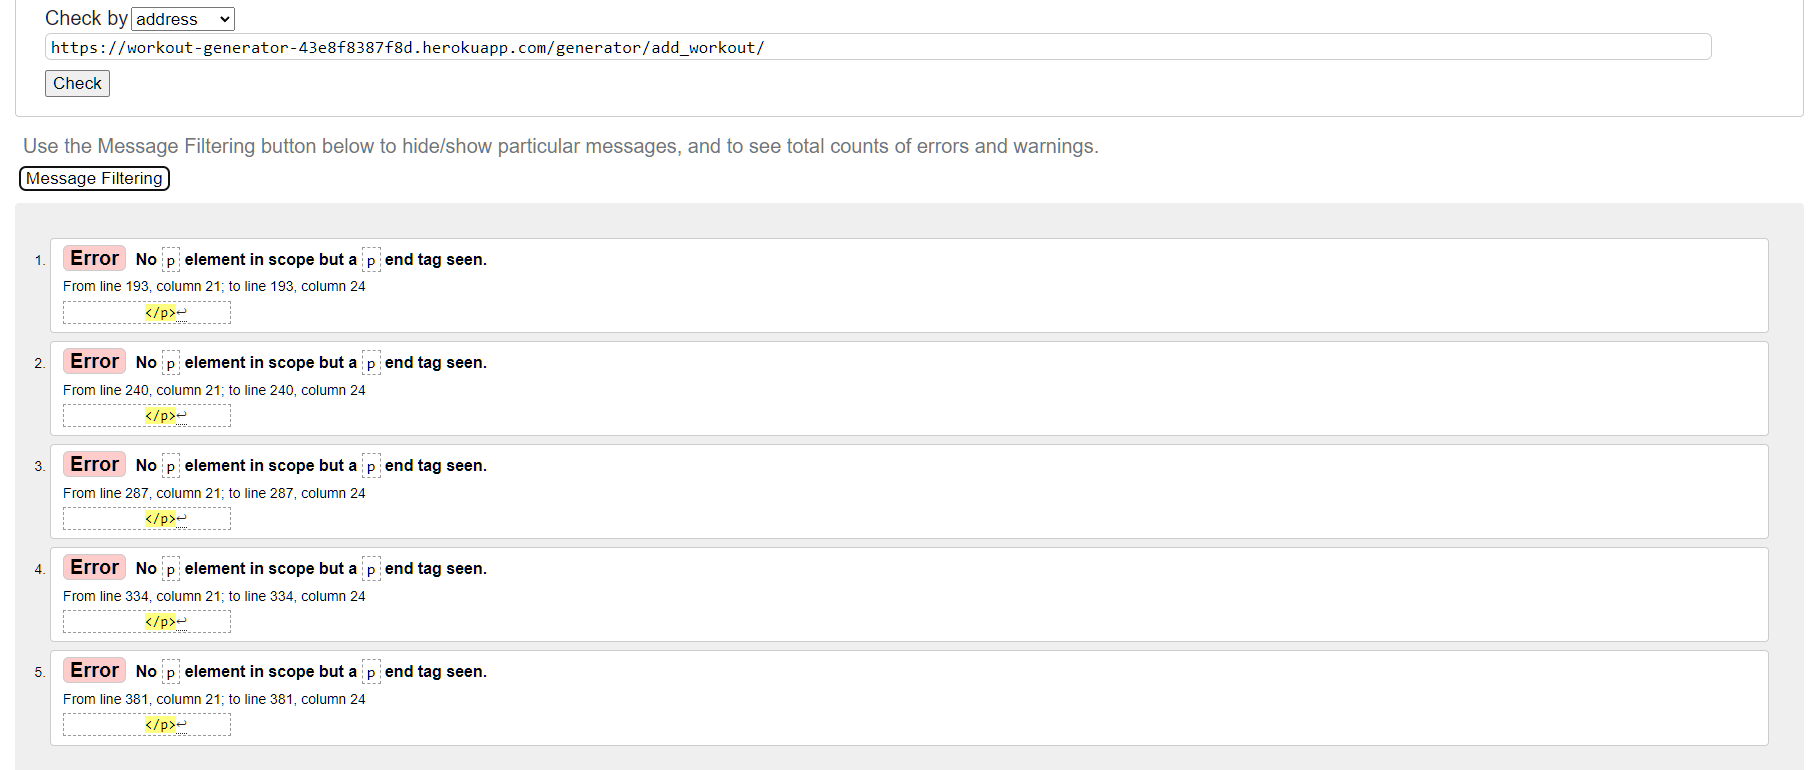 Check by address
https://workout-generator-43e8f8387f8d.herokuapp.com/generator/add_workout/
Check
Use the Message Filtering button below to hide/show particular messages, and to see total counts of errors and warnings.
Message Filtering
1. Error No p element in scope but a p end tag seen.
From line 193, column 21; to line 193, column 24
</p>↩
2. Error No p element in scope but a p end tag seen.
From line 240, column 21; to line 240, column 24
</p>↩
3. Error No p element in scope but a p end tag seen.
From line 287, column 21; to line 287, column 24
</p>↩
4. Error No p element in scope but a p end tag seen.
From line 334, column 21; to line 334, column 24
</p>↩
5. Error No p element in scope but a p end tag seen.
From line 381, column 21; to line 381, column 24
</p>↩